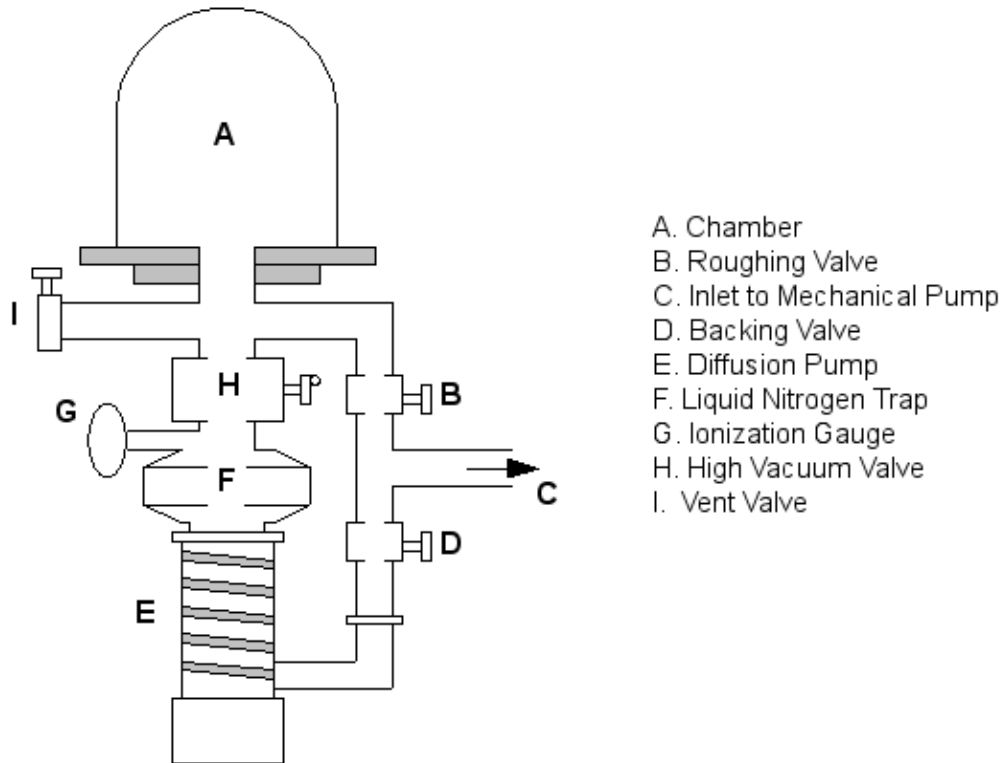 A
I
H
B
G
F
C
D
E
A. Chamber
B. Roughing Valve
C. Inlet to Mechanical Pump
D. Backing Valve
E. Diffusion Pump
F. Liquid Nitrogen Trap
G. Ionization Gauge
H. High Vacuum Valve
I. Vent Valve